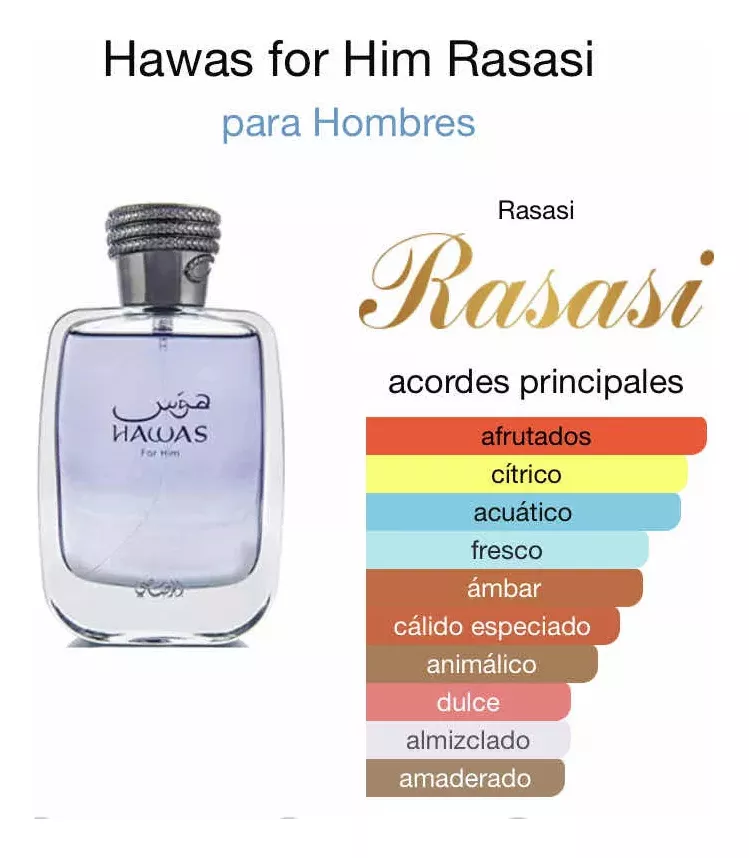 Hawas for Him Rasasi
para Hombres
Rasasi
Rasasi
acordes principales
afrutados
cítrico
acuático
fresco
ámbar
cálido especiado
animálico
dulce
almizclado
amaderado
هوس
HAWAS
For Him